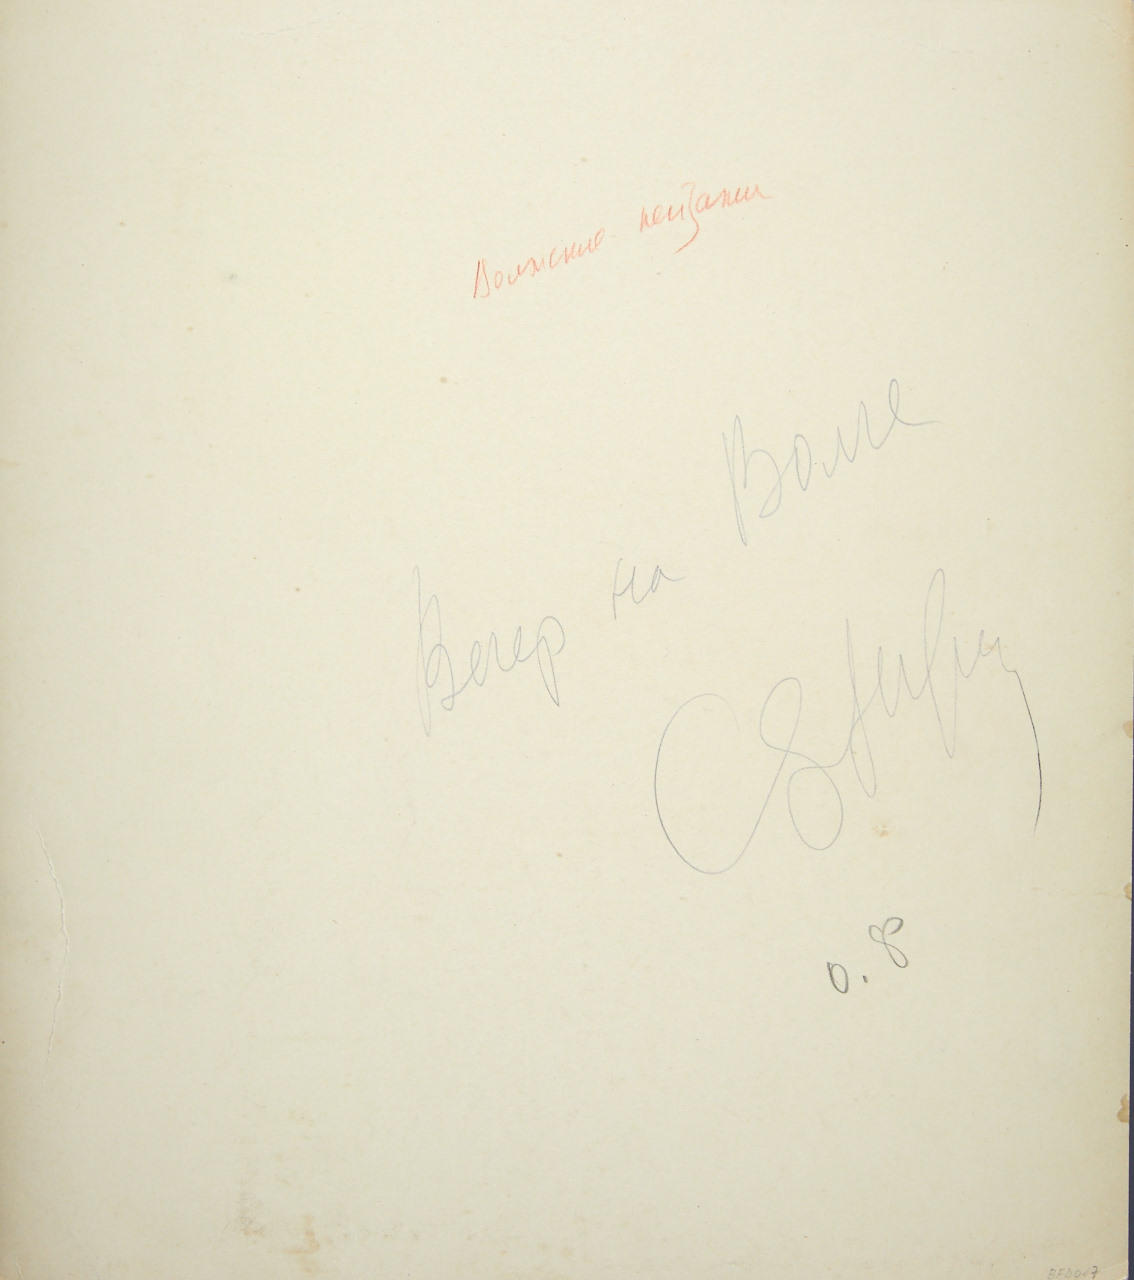 Волжские пейзажи
Вечер на Волге
0.8